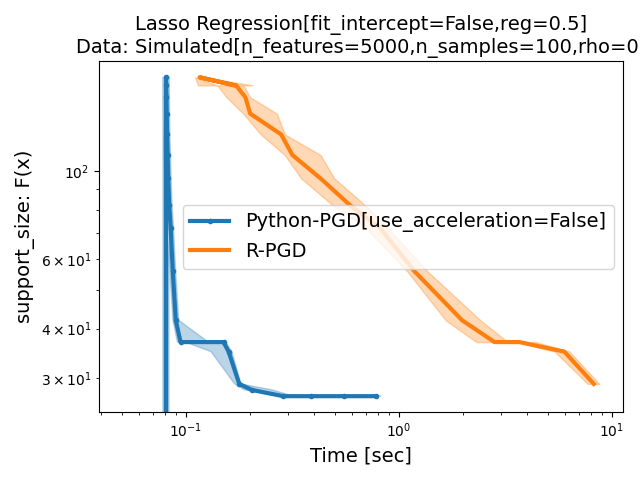 Lasso Regression[fit_intercept=False,reg=0.5]
Data: Simulated[n_features=5000,n_samples=100,rho=0
support_size: F(x)
10²
6 × 10¹
4 × 10¹
3 × 10¹
Python-PGD[use_acceleration=False]
R-PGD
10⁻¹
10⁰
10¹
Time [sec]